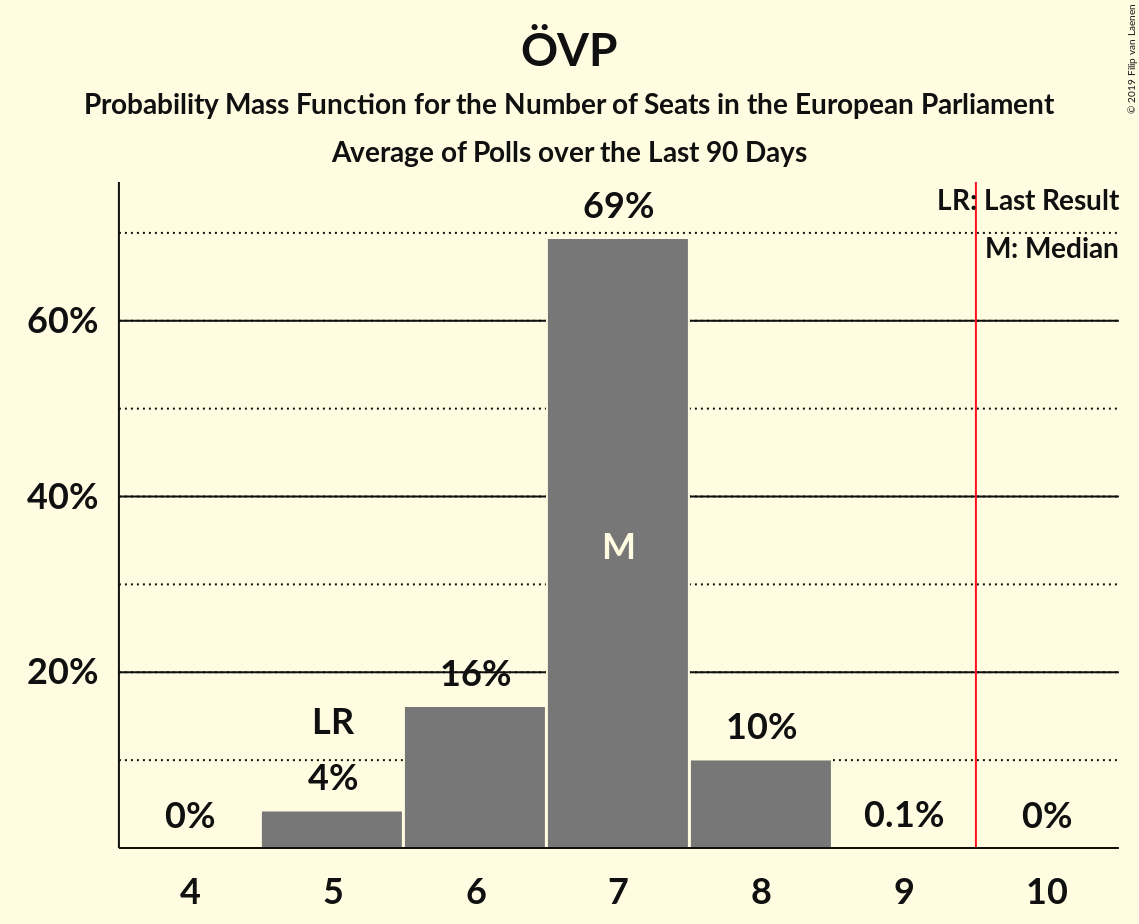 ÖVP
Probability Mass Function for the Number of Seats in the European Parliament
Average of Polls over the Last 90 Days
© 2019 Filip van Laenen
LR: Last Result
M: Median
69%
60%
40%
M
20%
16%
LR
10%
4%
0%
0.1%
0%
4 5 6 7 8 9 10